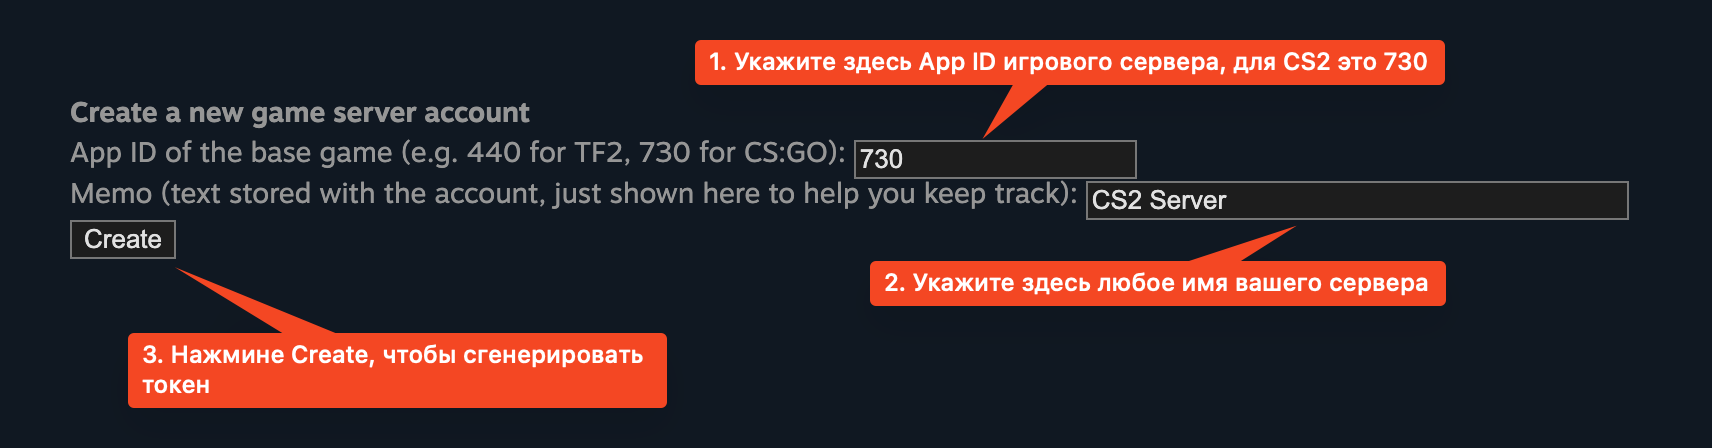 1. Укажите здесь App ID игрового сервера, для CS2 это 730
Create a new game server account
App ID of the base game (e.g. 440 for TF2, 730 for CS:GO): 730
Memo (text stored with the account, just shown here to help you keep track): CS2 Server
Create
2. Укажите здесь любое имя вашего сервера
3. Нажмине Create, чтобы сгенерировать
токен